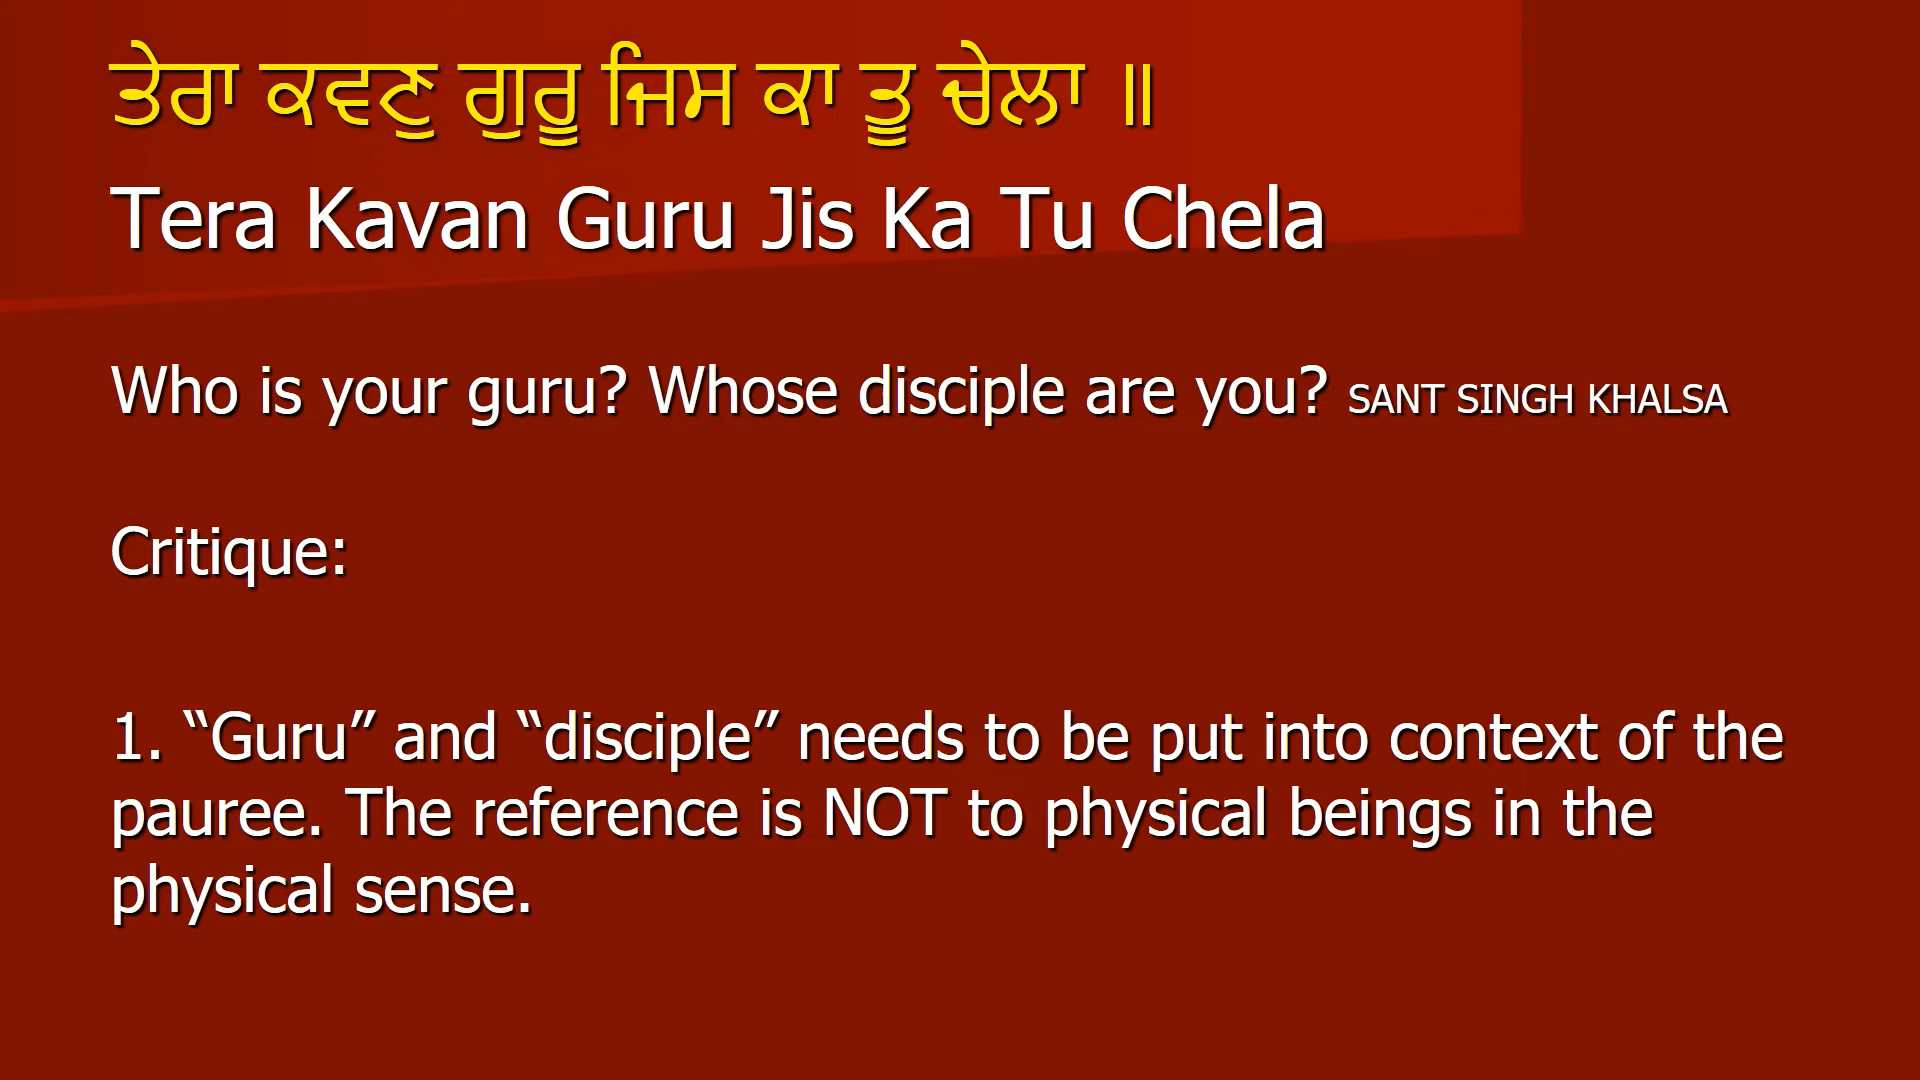 ਤੇਰਾ ਕਵਣੁ ਗੁਰੂ ਜਿਸ ਕਾ ਤੂ ਚੇਲਾ ॥
Tera Kavan Guru Jis Ka Tu Chela
Who is your guru? Whose disciple are you? SANT SINGH KHALSA
Critique:
1. “Guru” and “disciple” needs to be put into context of the
pauree. The reference is NOT to physical beings in the
physical sense.